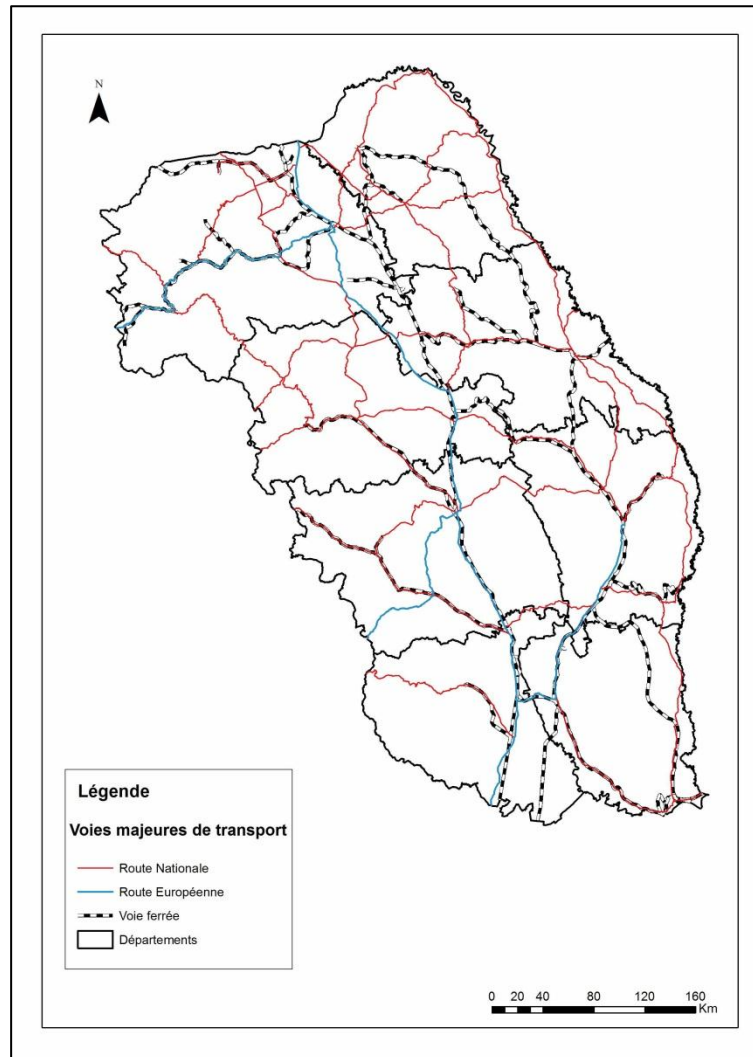 N
Légende
Voies majeures de transport
Route Nationale
Route Européenne
Voie ferrée
Départements
0 20 40 80 120 160
Km